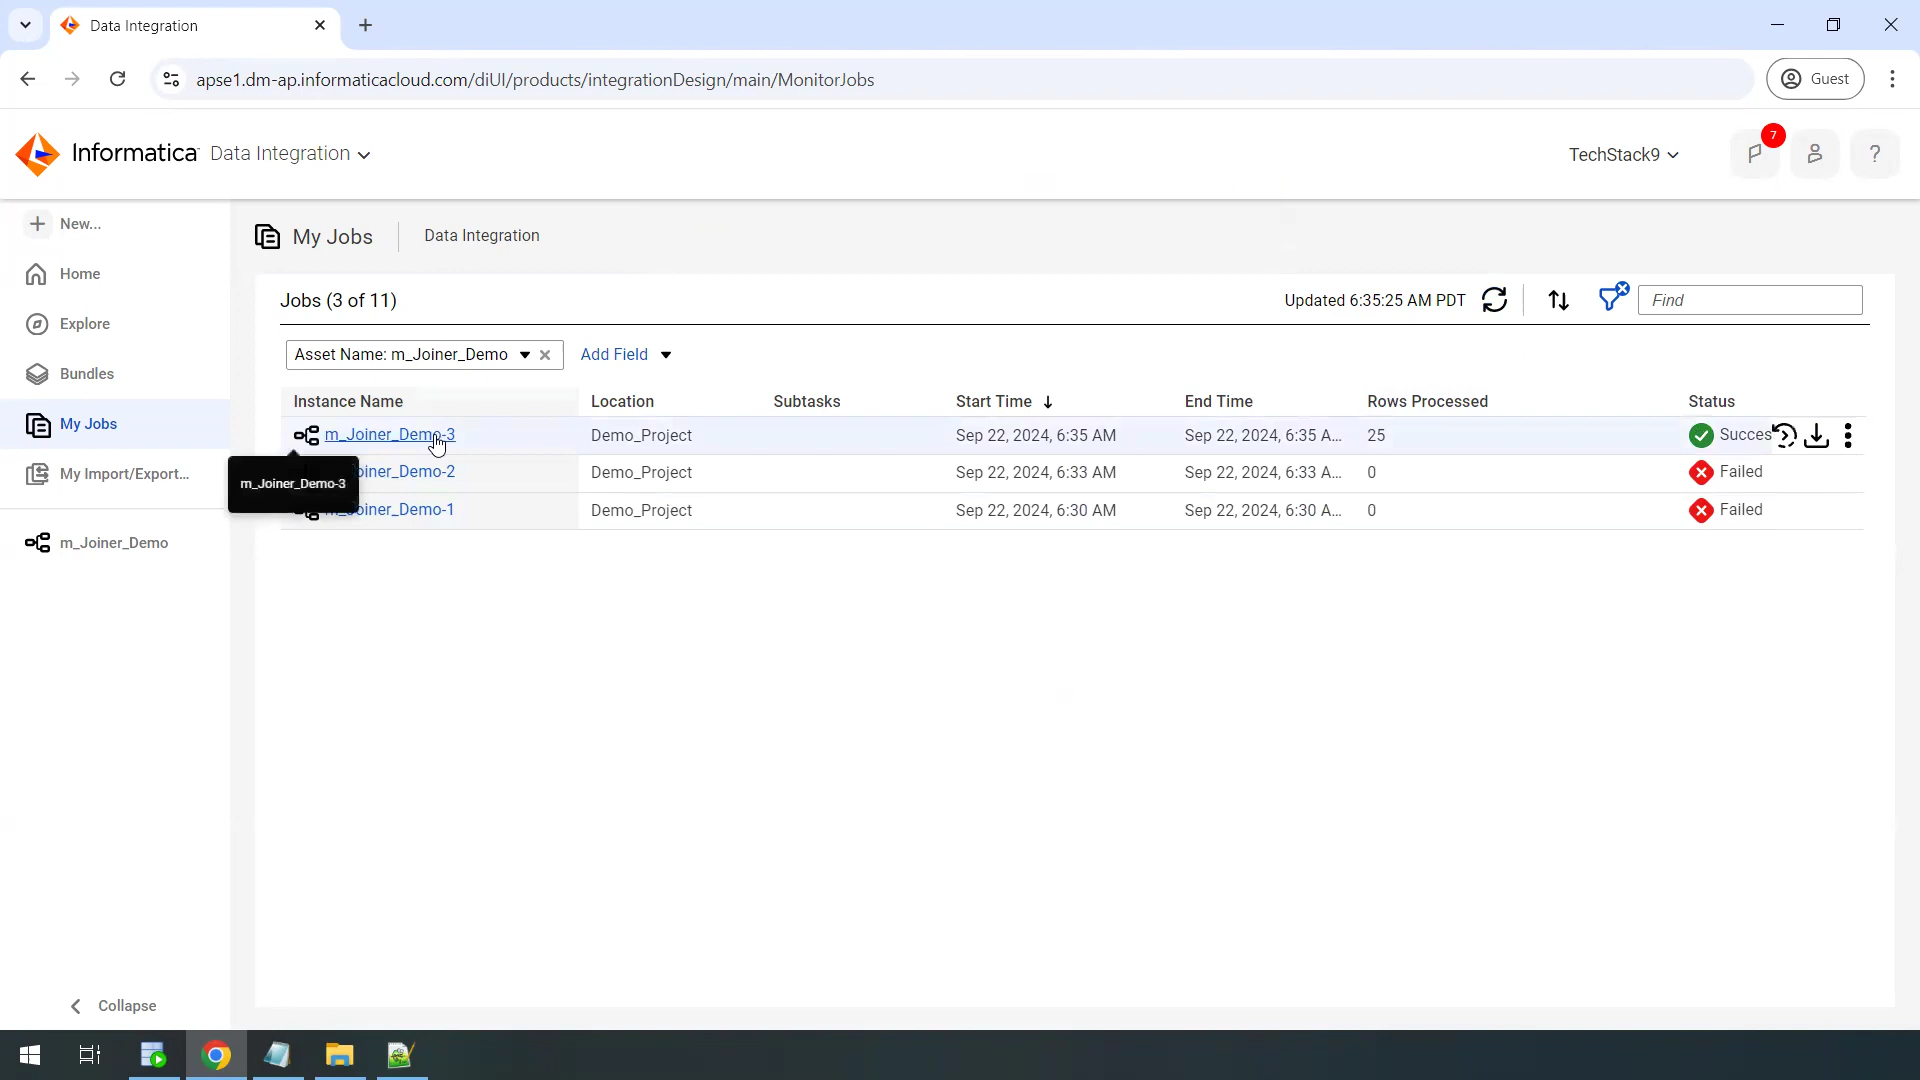 Data Integration
apse1.dm-ap.informaticacloud.com/diUI/products/integrationDesign/main/MonitorJobs
Guest
Informatica Data Integration
TechStack9
7
?
New...
Home
Explore
Bundles
My Jobs
My Import/Export...
m_Joiner_Demo
Collapse
My Jobs
Data Integration
Jobs (3 of 11)
Updated 6:35:25 AM PDT
Find
Asset Name: m_Joiner_Demo
Add Field
Instance Name Location Subtasks Start Time End Time Rows Processed Status
m_Joiner_Demo-3 Demo_Project Sep 22, 2024, 6:35 AM Sep 22, 2024, 6:35 A... 25 Succes
oiner_Demo-2 Demo_Project Sep 22, 2024, 6:33 AM Sep 22, 2024, 6:33 A... 0 Failed
m_Joiner_Demo-3
m_Joiner_Demo-1 Demo_Project Sep 22, 2024, 6:30 AM Sep 22, 2024, 6:30 A... 0 Failed